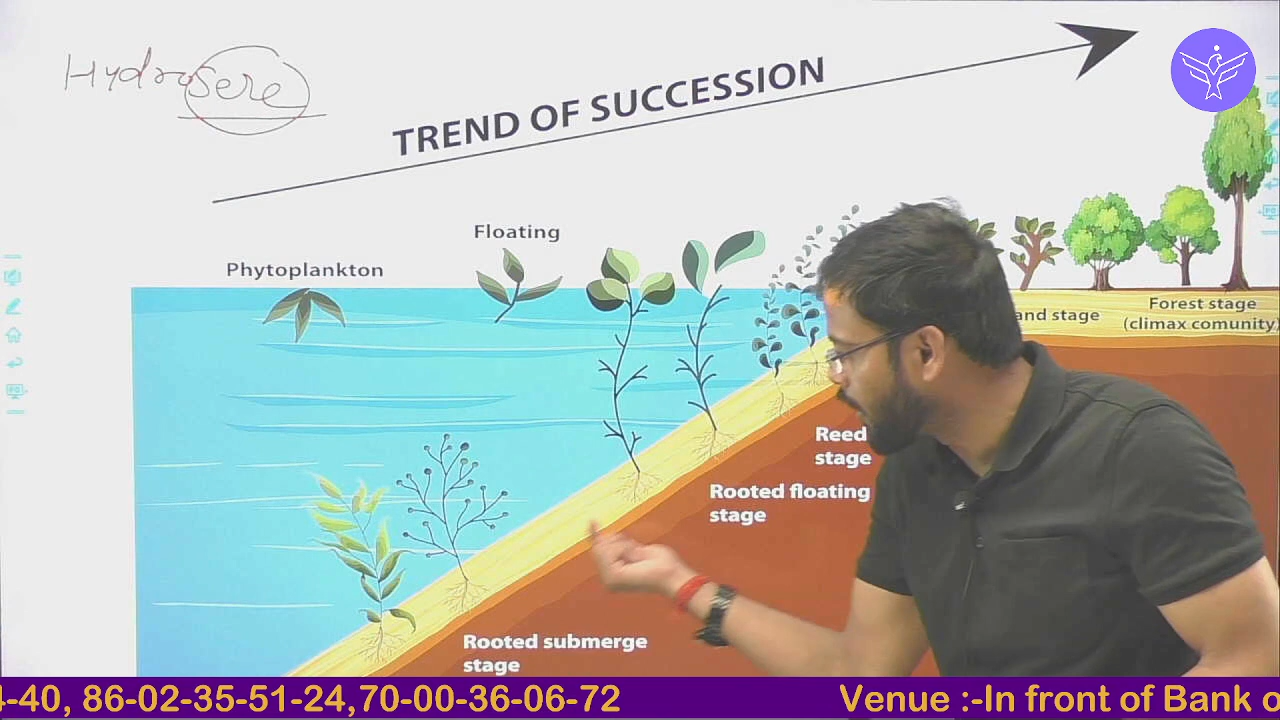 Hydrosere
TREND OF SUCCESSION
Floating
Phytoplankton
and stage
Forest stage
(climax comunity)
Reed
stage
Rooted floating
stage
Rooted submerge
stage
4-40, 86-02-35-51-24,70-00-36-06-72
Venue :-In front of Bank o